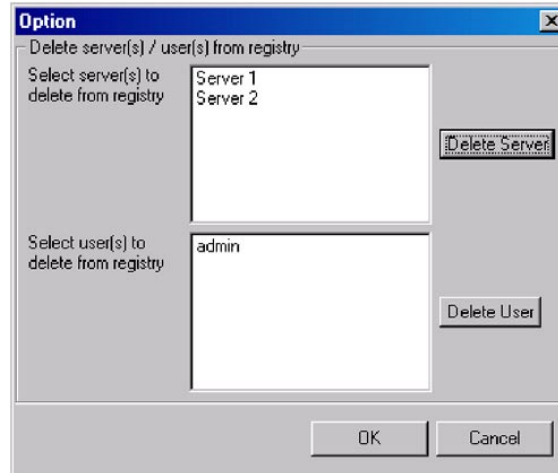 Option
Delete server(s) / user(s) from registry
Select server(s) to
delete from registry
Server 1
Server 2
Delete Server
Select user(s) to
delete from registry
admin
Delete User
OK
Cancel